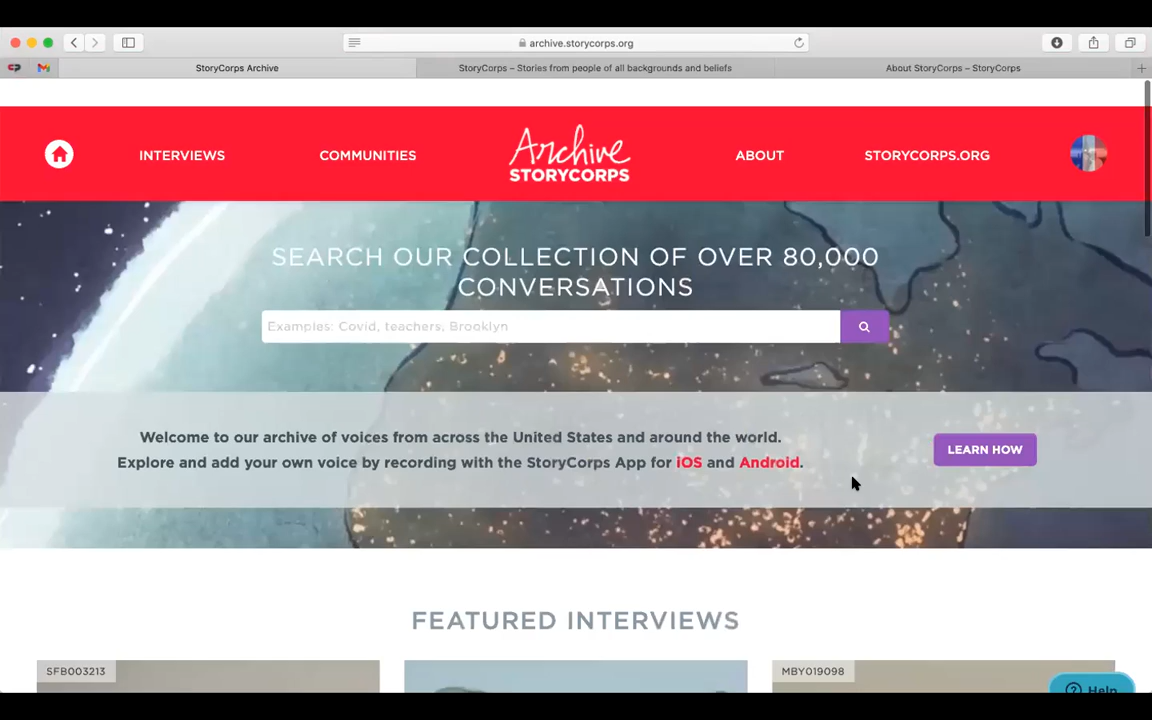 archive.storycorps.org
StoryCorps Archive
StoryCorps – Stories from people of all backgrounds and beliefs
About StoryCorps – StoryCorps
INTERVIEWS
COMMUNITIES
Archive
STORYCORPS
ABOUT
STORYCORPS.ORG
SEARCH OUR COLLECTION OF OVER 80,000
CONVERSATIONS
Examples: Covid, teachers, Brooklyn
Welcome to our archive of voices from across the United States and around the world.
Explore and add your own voice by recording with the StoryCorps App for iOS and Android.
LEARN HOW
FEATURED INTERVIEWS
SFB003213
MBY019098
Help